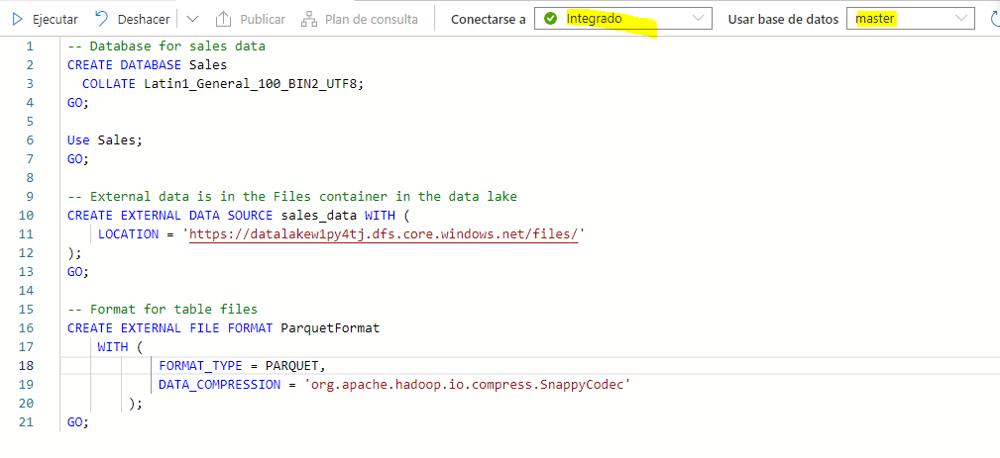 Ejecutar Deshacer Publicar Plan de consulta Conectarse a Integrado Usar base de datos master
1 -- Database for sales data
2 CREATE DATABASE Sales
3 COLLATE Latin1_General_100_BIN2_UTF8;
4 GO;
5
6 Use Sales;
7 GO;
8
9 -- External data is in the Files container in the data lake
10 CREATE EXTERNAL DATA SOURCE sales_data WITH (
11 LOCATION = 'https://datalakew1py4tj.dfs.core.windows.net/files/'
12 );
13 GO;
14
15 -- Format for table files
16 CREATE EXTERNAL FILE FORMAT ParquetFormat
17 WITH (
18 FORMAT_TYPE = PARQUET,
19 DATA_COMPRESSION = 'org.apache.hadoop.io.compress.SnappyCodec'
20 );
21 GO;